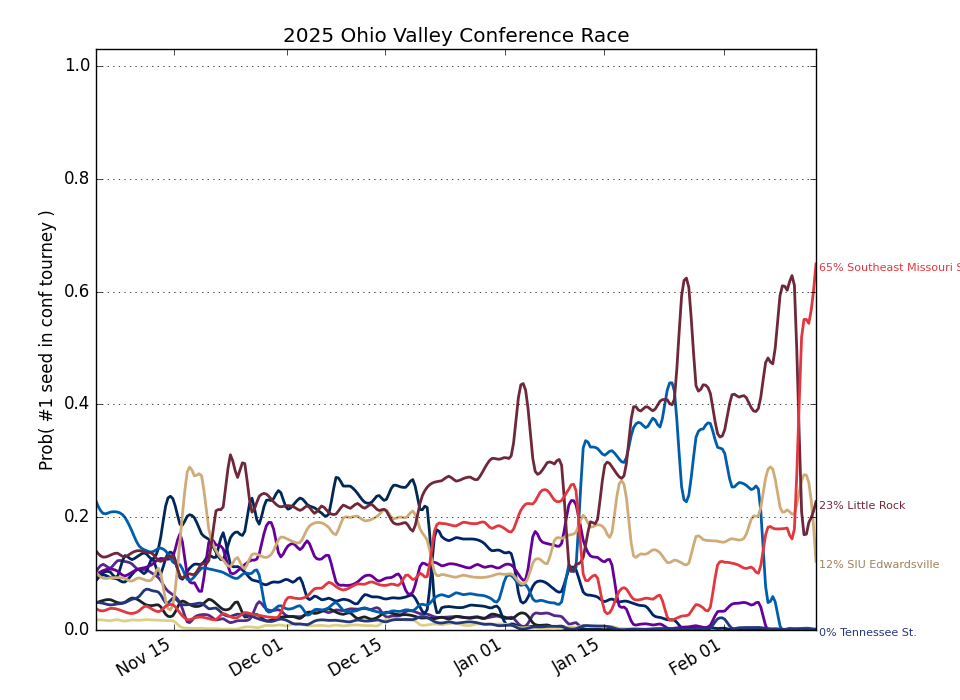 2025 Ohio Valley Conference Race
Prob( #1 seed in conf tourney )
1.0
0.8
0.6
0.4
0.2
0.0
Nov 15
Dec 01
Dec 15
Jan 01
Jan 15
Feb 01
65% Southeast Missouri S
23% Little Rock
12% SIU Edwardsville
0% Tennessee St.